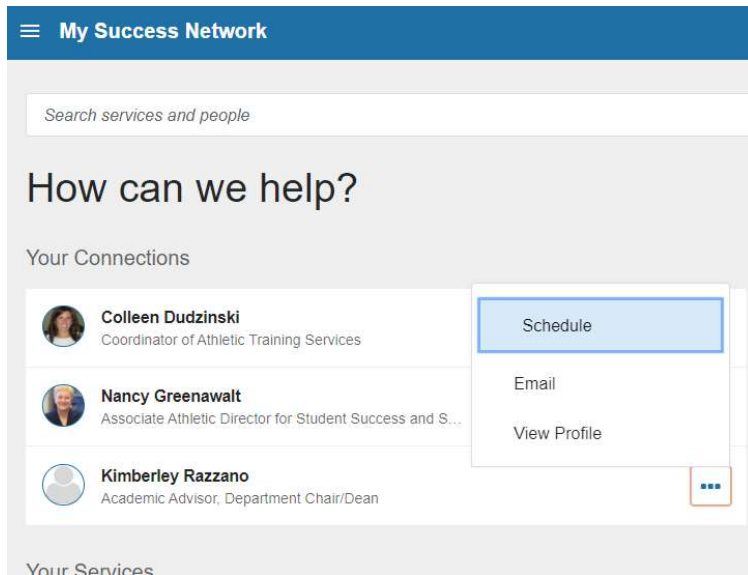 My Success Network
Search services and people
How can we help?
Your Connections
Colleen Dudzinski
Coordinator of Athletic Training Services
Nancy Greenawalt
Associate Athletic Director for Student Success and S...
Kimberley Razzano
Academic Advisor, Department Chair/Dean
Schedule
Email
View Profile
Your Services